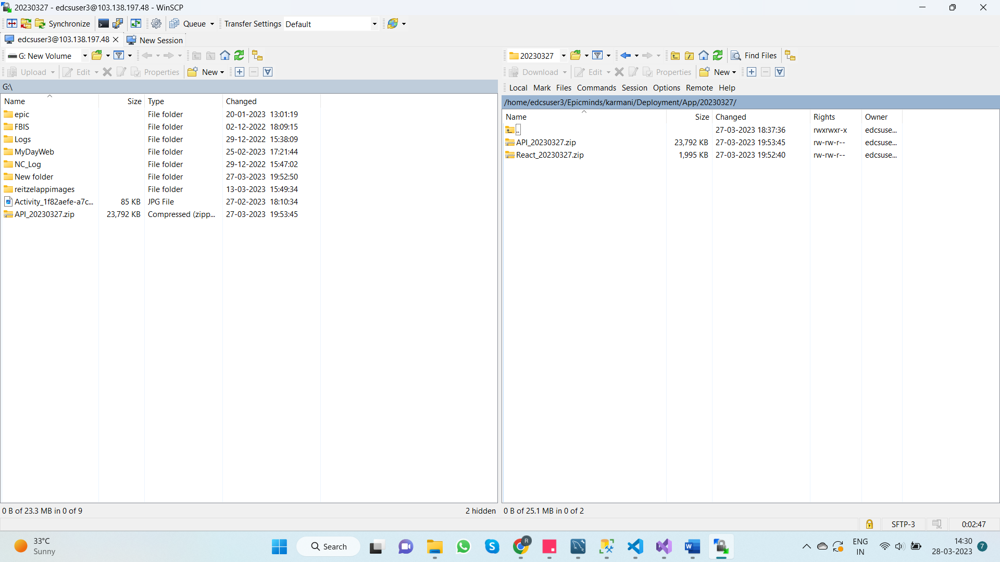 20230327 - edcsuser3@103.138.197.48 - WinSCP
Synchronize Queue Transfer Settings Default
edcsuser3@103.138.197.48 New Session
G: New Volume
Upload Edit Properties New
G:\
Name Size Type Changed
epic File folder 20-01-2023 13:01:19
FBIS File folder 02-12-2022 18:09:15
Logs File folder 29-12-2022 15:38:09
MyDayWeb File folder 25-02-2023 17:21:44
NC_Log File folder 29-12-2022 15:47:02
New folder File folder 27-03-2023 19:52:50
reitzelappimages File folder 13-03-2023 15:49:34
Activity_1f82aefe-a7c... 85 KB JPG File 27-02-2023 18:10:34
API_20230327.zip 23,792 KB Compressed (zipp... 27-03-2023 19:53:45
0 B of 23.3 MB in 0 of 9 2 hidden
20230327 Find Files
Download Edit Properties New
Local Mark Files Commands Session Options Remote Help
/home/edcsuser3/Epicminds/karmani/Deployment/App/20230327/
Name Size Changed Rights Owner
.. 27-03-2023 18:37:36 rwxrwxr-x edcsuse...
API_20230327.zip 23,792 KB 27-03-2023 19:53:45 rw-rw-r-- edcsuse...
React_20230327.zip 1,995 KB 27-03-2023 19:52:40 rw-rw-r-- edcsuse...
0 B of 25.1 MB in 0 of 2
SFTP-3 0:02:47
33°C
Sunny
Search
R
ENG
IN
14:30
28-03-2023
7